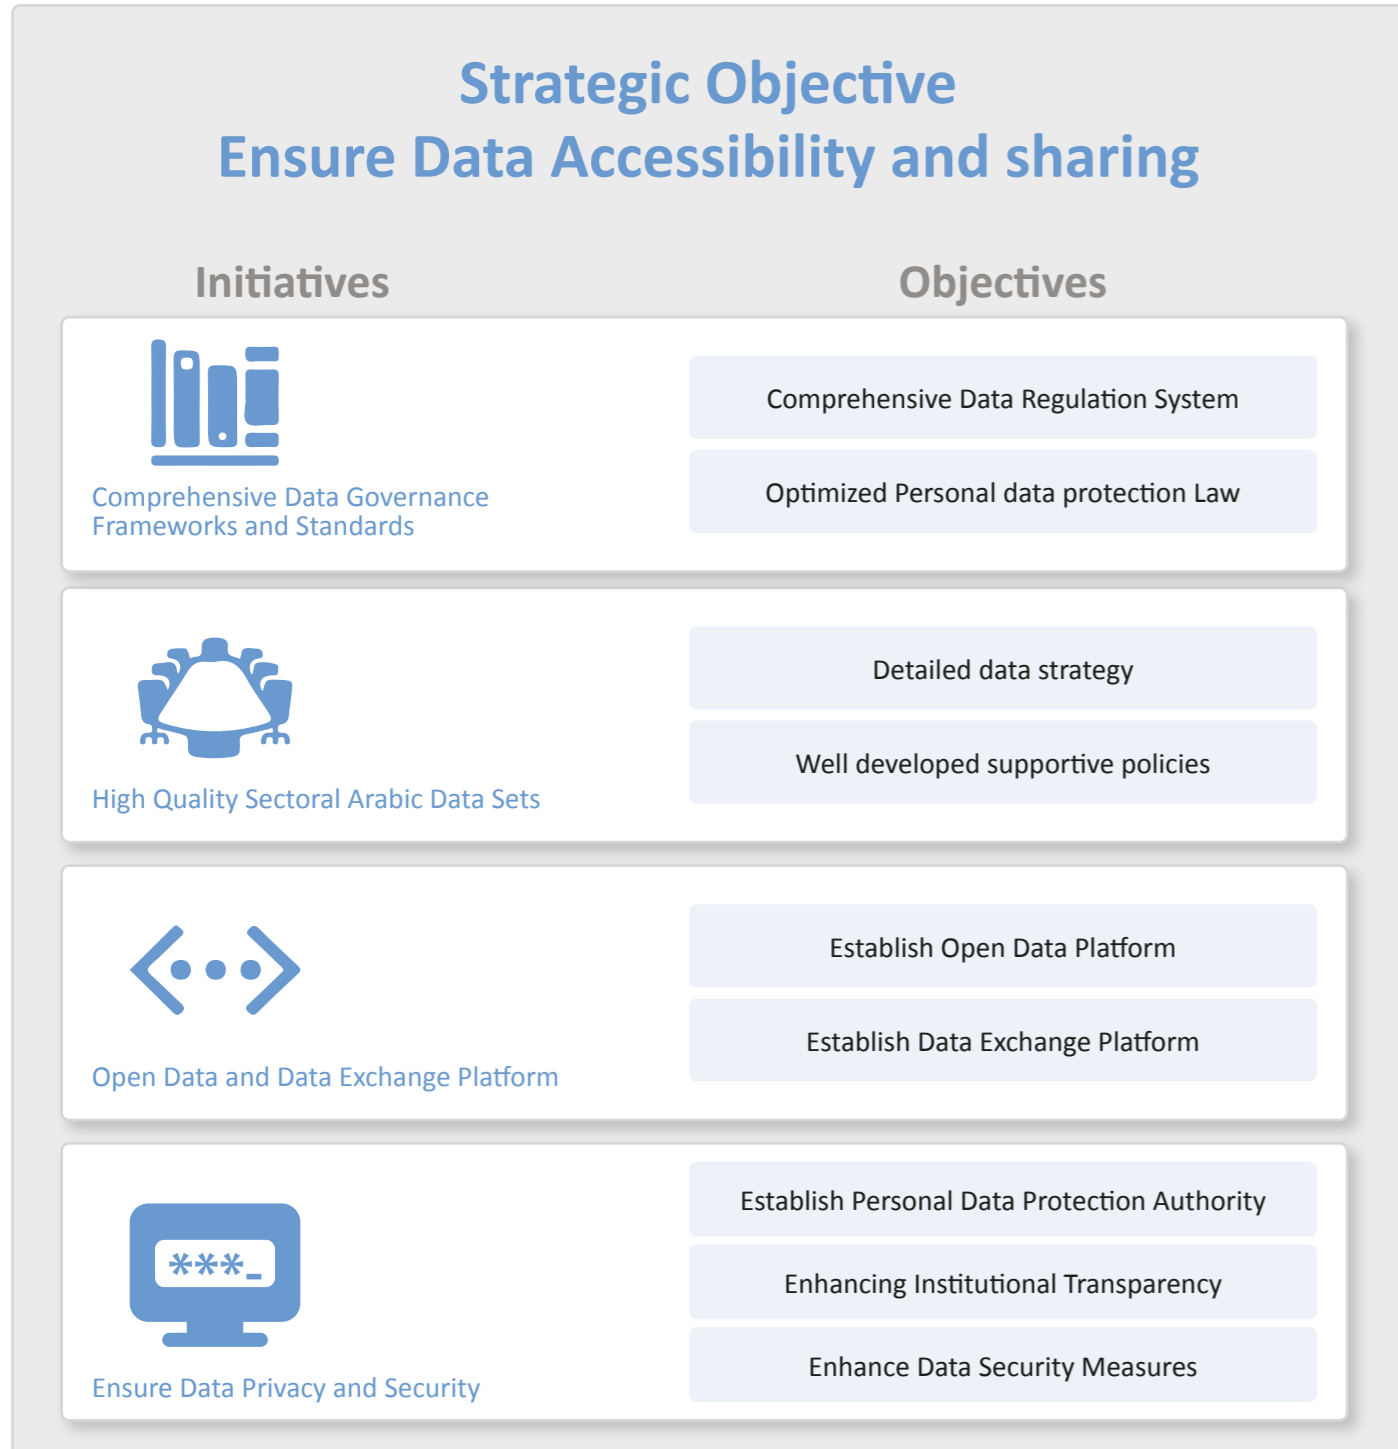 Strategic Objective
Ensure Data Accessibility and sharing
Initiatives
Objectives
Comprehensive Data Governance
Frameworks and Standards
Comprehensive Data Regulation System
Optimized Personal data protection Law
High Quality Sectoral Arabic Data Sets
Detailed data strategy
Well developed supportive policies
Open Data and Data Exchange Platform
Establish Open Data Platform
Establish Data Exchange Platform
***_
Ensure Data Privacy and Security
Establish Personal Data Protection Authority
Enhancing Institutional Transparency
Enhance Data Security Measures